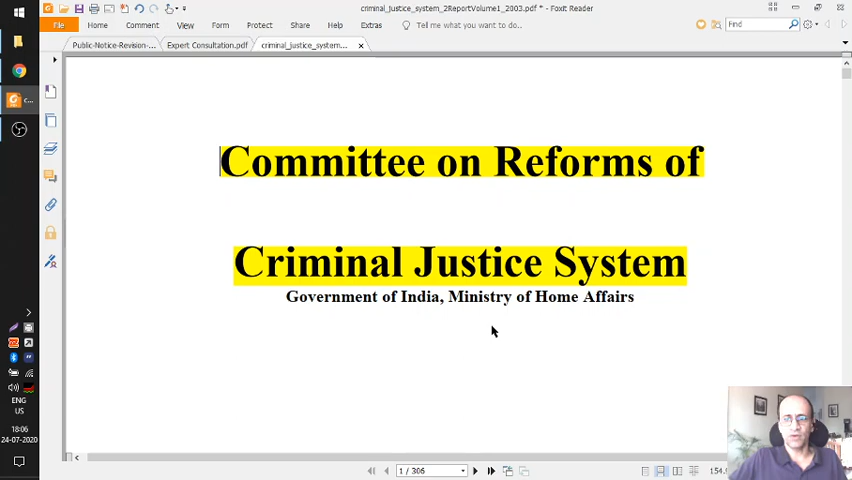 criminal_justice_system_2ReportVolume1_2003.pdf * - Foxit Reader
File Home Comment View Form Protect Share Help Extras Tell me what you want to do.. Find
Public-Notice-Revision-... Expert Consultation.pdf criminal_justice_system...
Committee on Reforms of
Criminal Justice System
Government of India, Ministry of Home Affairs
ENG
US
18:06
24-07-2020
1 / 306